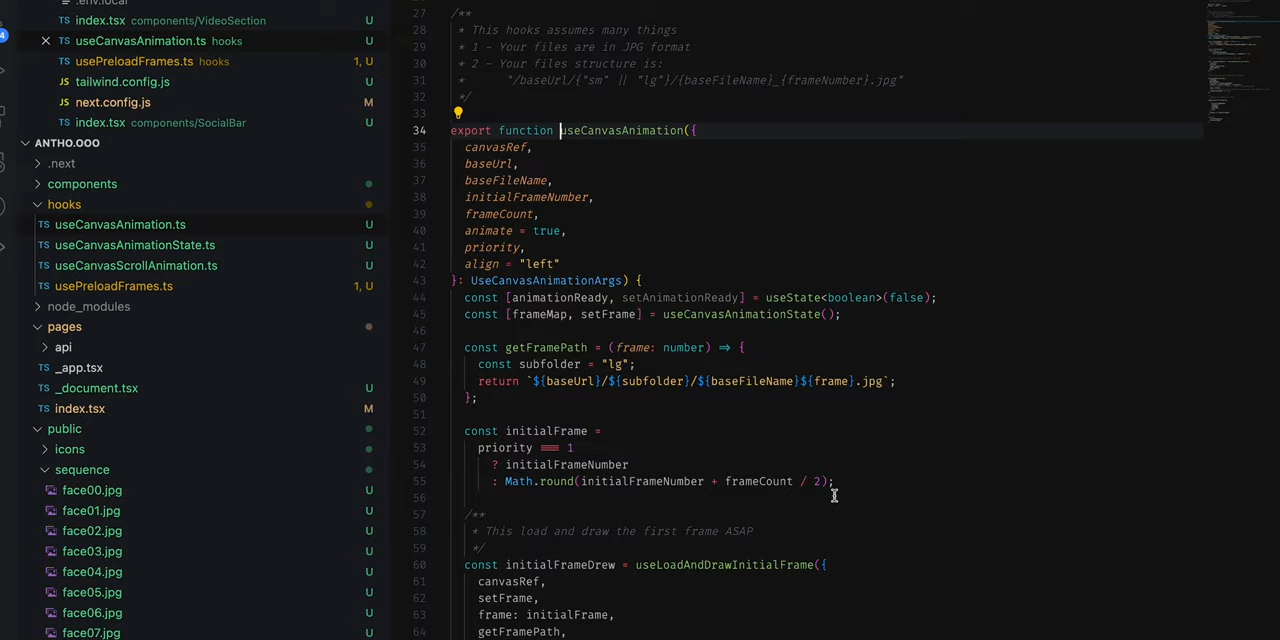 .env.local
index.tsx components/VideoSection U
4
useCanvasAnimation.ts hooks U
usePreloadFrames.ts hooks 1, U
tailwind.config.js U
next.config.js M
index.tsx components/SocialBar U
ANTHO.OOO
.next
components
hooks
useCanvasAnimation.ts U
useCanvasAnimationState.ts U
useCanvasScrollAnimation.ts U
usePreloadFrames.ts 1, U
node_modules
pages
api
_app.tsx
_document.tsx U
index.tsx M
public
icons
sequence
face00.jpg U
face01.jpg U
face02.jpg U
face03.jpg U
face04.jpg U
face05.jpg U
face06.jpg U
face07.jpg U
27 /**
28 * This hooks assumes many things
29 * 1 - Your files are in JPG format
30 * 2 - Your files structure is:
31 * "/baseUrl/{"sm" || "lg"}/{baseFileName}_{frameNumber}.jpg"
32 */
33
34 export function useCanvasAnimation({
35 canvasRef,
36 baseUrl,
37 baseFileName,
38 initialFrameNumber,
39 frameCount,
40 animate = true,
41 priority,
42 align = "left"
43 }: UseCanvasAnimationArgs) {
44 const [animationReady, setAnimationReady] = useState<boolean>(false);
45 const [frameMap, setFrame] = useCanvasAnimationState();
46
47 const getFramePath = (frame: number) => {
48 const subfolder = "lg";
49 return `${baseUrl}/${subfolder}/${baseFileName}${frame}.jpg`;
50 };
51
52 const initialFrame =
53 priority === 1
54 ? initialFrameNumber
55 : Math.round(initialFrameNumber + frameCount / 2);
56
57 /**
58 * This load and draw the first frame ASAP
59 */
60 const initialFrameDrew = useLoadAndDrawInitialFrame({
61 canvasRef,
62 setFrame,
63 frame: initialFrame,
64 getFramePath,